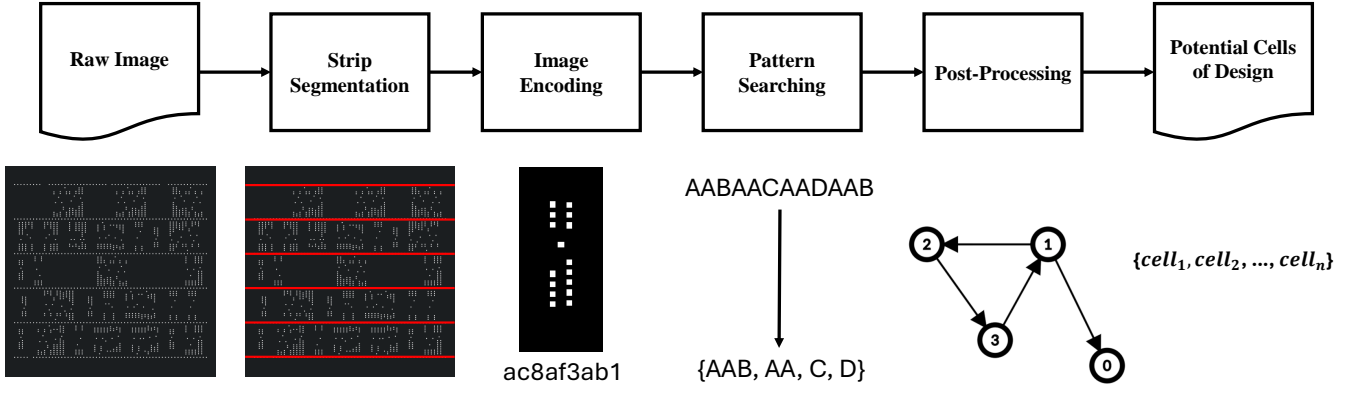 Raw Image
Strip
Segmentation
Image
Encoding
Pattern
Searching
Post-Processing
Potential Cells
of Design
AABAACAADAAB
2
1
{cell₁, cell₂, ..., cellₙ}
3
0
ac8af3ab1
{AAB, AA, C, D}